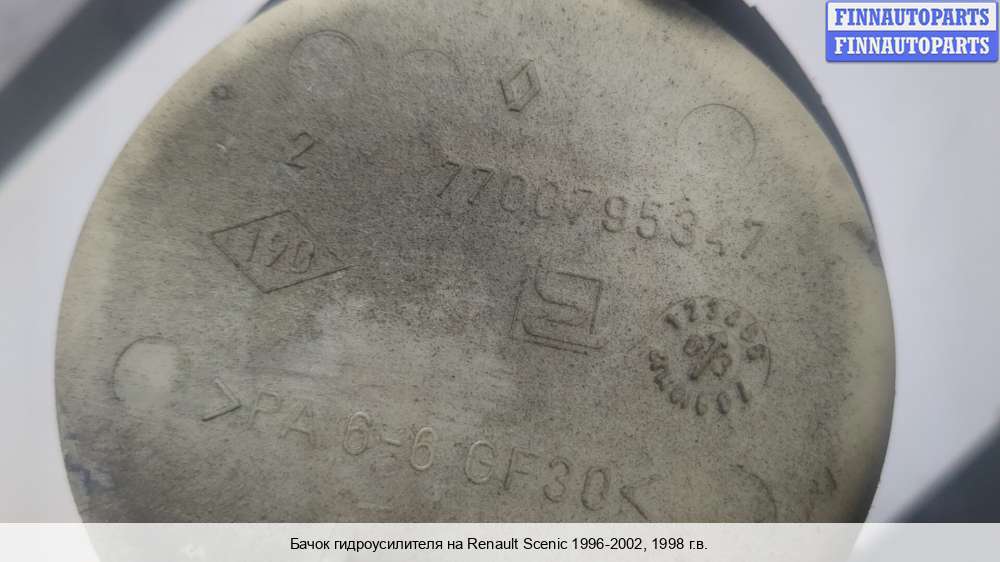 FINNAUTOPARTS
FINNAUTOPARTS
2
7700795347
>PA 6-6 GF30<
Бачок гидроусилителя на Renault Scenic 1996-2002, 1998 г.в.